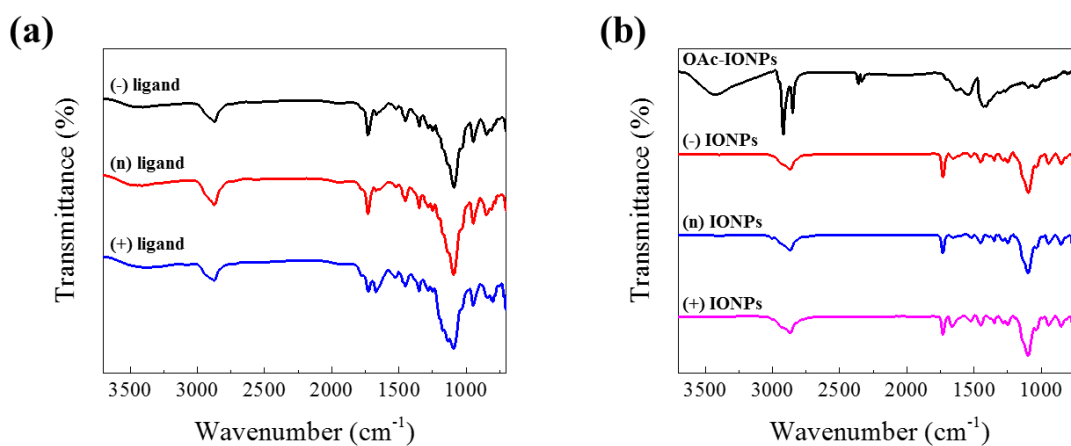 (a)
Transmittance (%)
(-) ligand
(n) ligand
(+) ligand
3500 3000 2500 2000 1500 1000
Wavenumber (cm⁻¹)
(b)
Transmittance (%)
OAc-IONPs
(-) IONPs
(n) IONPs
(+) IONPs
3500 3000 2500 2000 1500 1000
Wavenumber (cm⁻¹)